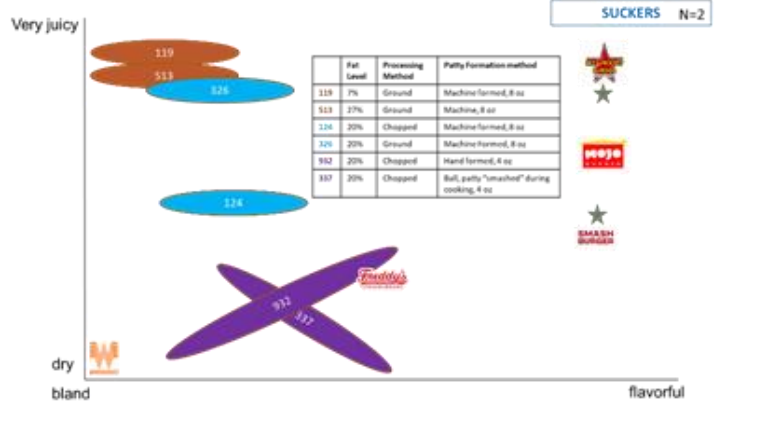 SUCKERS N=2
Very juicy
119
513
326
Fat Level Processing Method Patty Formation method
119 7% Ground Machine formed, 8 oz
513 27% Ground Machine, 8 oz
124 20% Chopped Machine formed, 8 oz
326 20% Ground Machine formed, 8 oz
932 20% Chopped Hand formed, 4 oz
337 20% Chopped Ball, patty "smashed" during
cooking, 4 oz
MOJO
124
SMASH
BURGER
Freddy's
932
337
W
dry
bland
flavorful